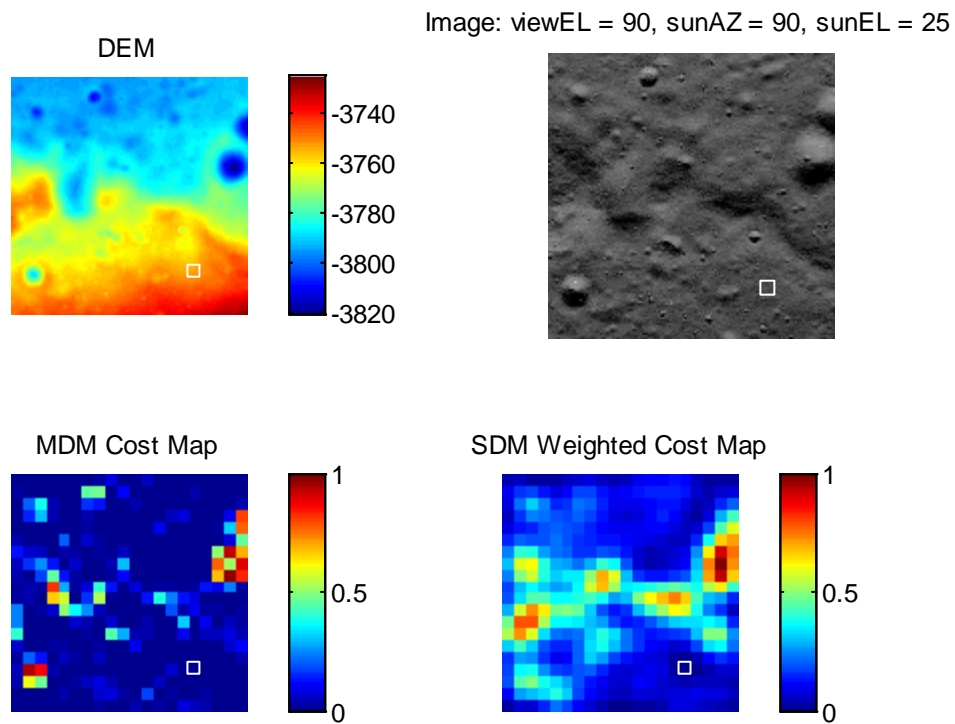 Image: viewEL = 90, sunAZ = 90, sunEL = 25
DEM
-3740
-3760
-3780
-3800
-3820
MDM Cost Map
1
0.5
0
SDM Weighted Cost Map
1
0.5
0